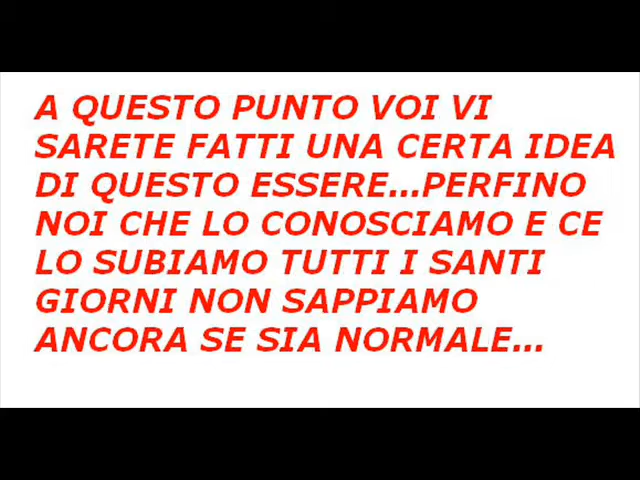 A QUESTO PUNTO VOI VI
SARETE FATTI UNA CERTA IDEA
DI QUESTO ESSERE...PERFINO
NOI CHE LO CONOSCIAMO E CE
LO SUBIAMO TUTTI I SANTI
GIORNI NON SAPPIAMO
ANCORA SE SIA NORMALE...